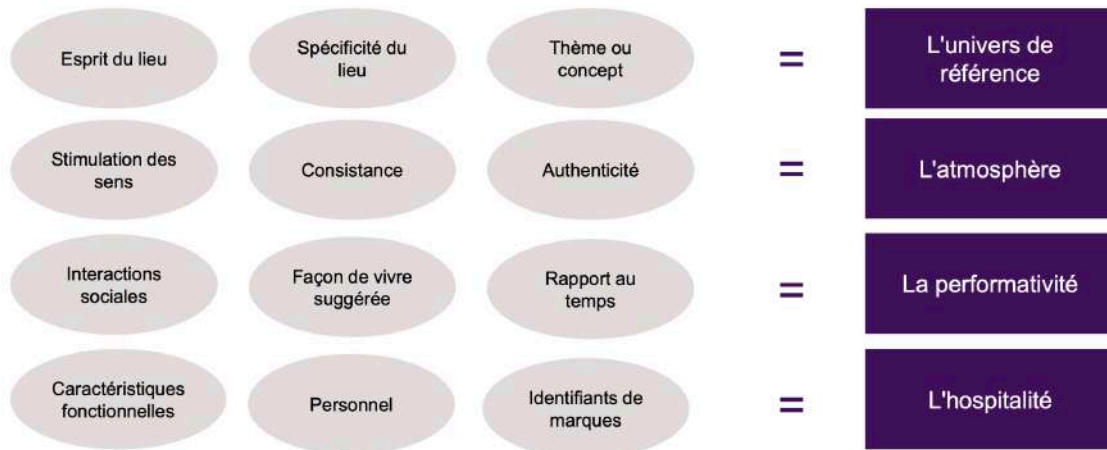 Esprit du lieu
Spécificité du
lieu
Thème ou
concept
=
L'univers de
référence
Stimulation des
sens
Consistance
Authenticité
=
L'atmosphère
Interactions
sociales
Façon de vivre
suggérée
Rapport au
temps
=
La performativité
Caractéristiques
fonctionnelles
Personnel
Identifiants de
marques
=
L'hospitalité